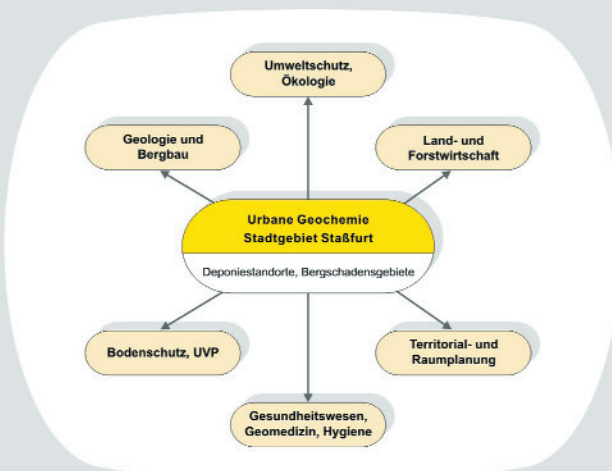 Umweltschutz,
Ökologie
Geologie und
Bergbau
Land- und
Forstwirtschaft
Urbane Geochemie
Stadtgebiet Staßfurt
Deponiestandorte, Bergschadensgebiete
Bodenschutz, UVP
Territorial- und
Raumplanung
Gesundheitswesen,
Geomedizin, Hygiene